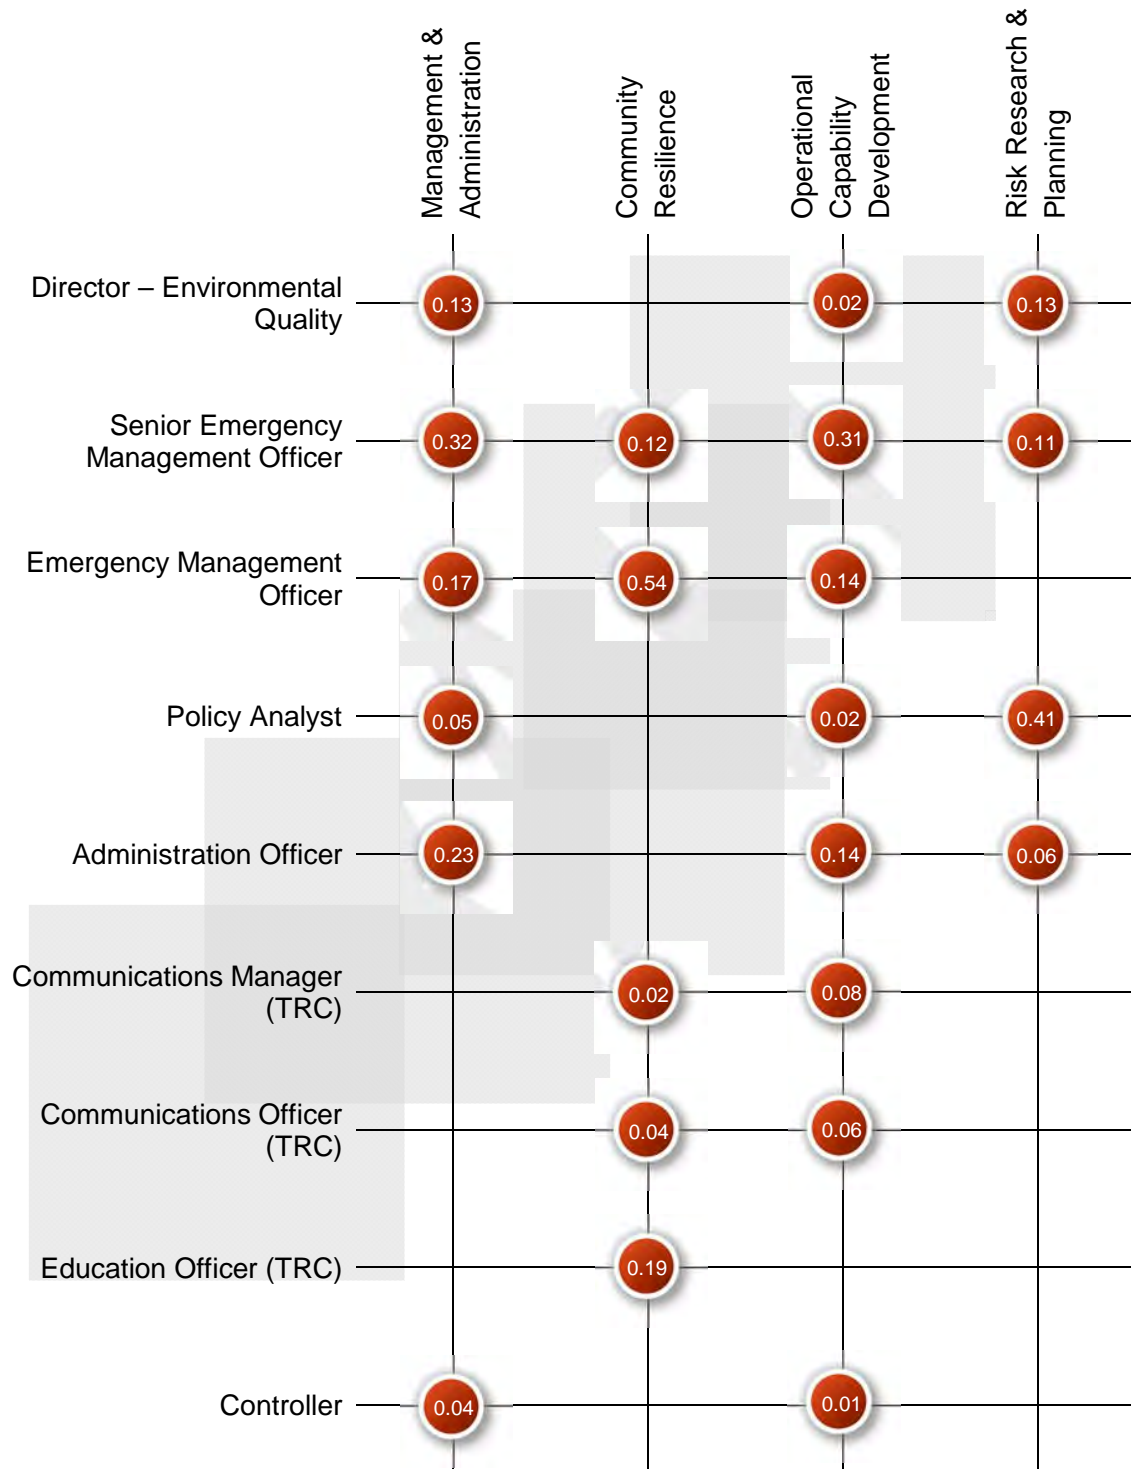 Management &
Administration
Community
Resilience
Operational
Capability
Development
Risk Research &
Planning
Director – Environmental
Quality
0.13
0.02
0.13
Senior Emergency
Management Officer
0.32
0.12
0.31
0.11
Emergency Management
Officer
0.17
0.54
0.14
Policy Analyst
0.05
0.02
0.41
Administration Officer
0.23
0.14
0.06
Communications Manager
(TRC)
0.02
0.08
Communications Officer
(TRC)
0.04
0.06
Education Officer (TRC)
0.19
Controller
0.04
0.01